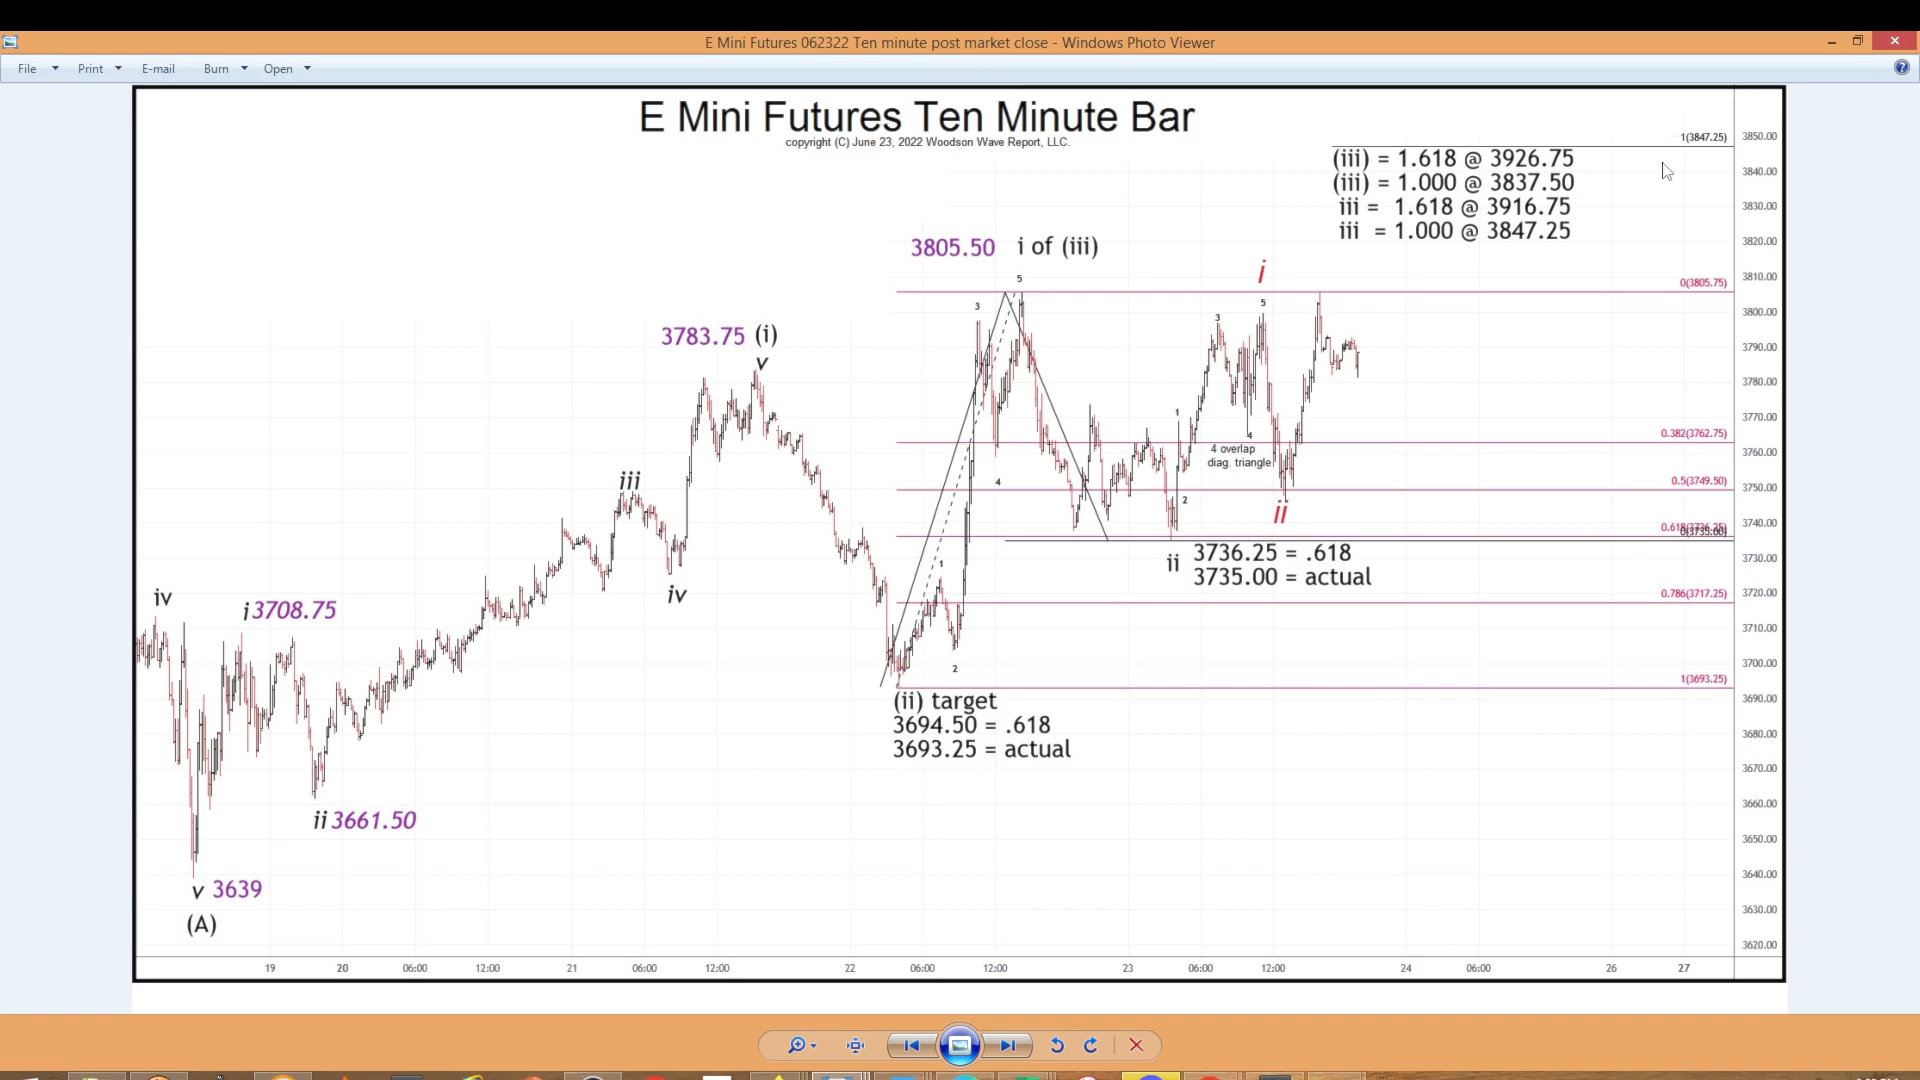 E Mini Futures 062322 Ten minute post market close - Windows Photo Viewer
File Print E-mail Burn Open
E Mini Futures Ten Minute Bar
copyright (C) June 23, 2022 Woodson Wave Report, LLC.
1(3847.25)
3850.00
(iii) = 1.618 @ 3926.75
3840.00
(iii) = 1.000 @ 3837.50
iii = 1.618 @ 3916.75
3830.00
iii = 1.000 @ 3847.25
3820.00
3805.50 i of (iii)
i
5
3810.00
0(3805.75)
3
5
3800.00
3
3783.75 (i)
3790.00
v
3780.00
1
3770.00
0.382(3762.75)
4
4 overlap
3760.00
diag. triangle
iii
4
0.5(3749.50)
3750.00
2
ii
3740.00
0.618(3736.25)
0(3735.00)
3736.25 = .618
ii
3730.00
1
3735.00 = actual
iv
iv
0.786(3717.25)
3720.00
i 3708.75
3710.00
3700.00
2
1(3693.25)
3690.00
(ii) target
3694.50 = .618
3693.25 = actual
3680.00
3670.00
3660.00
ii 3661.50
3650.00
3640.00
v 3639
3630.00
(A)
3620.00
19 20 06:00 12:00 21 06:00 12:00 22 06:00 12:00 23 06:00 12:00 24 06:00 26 27